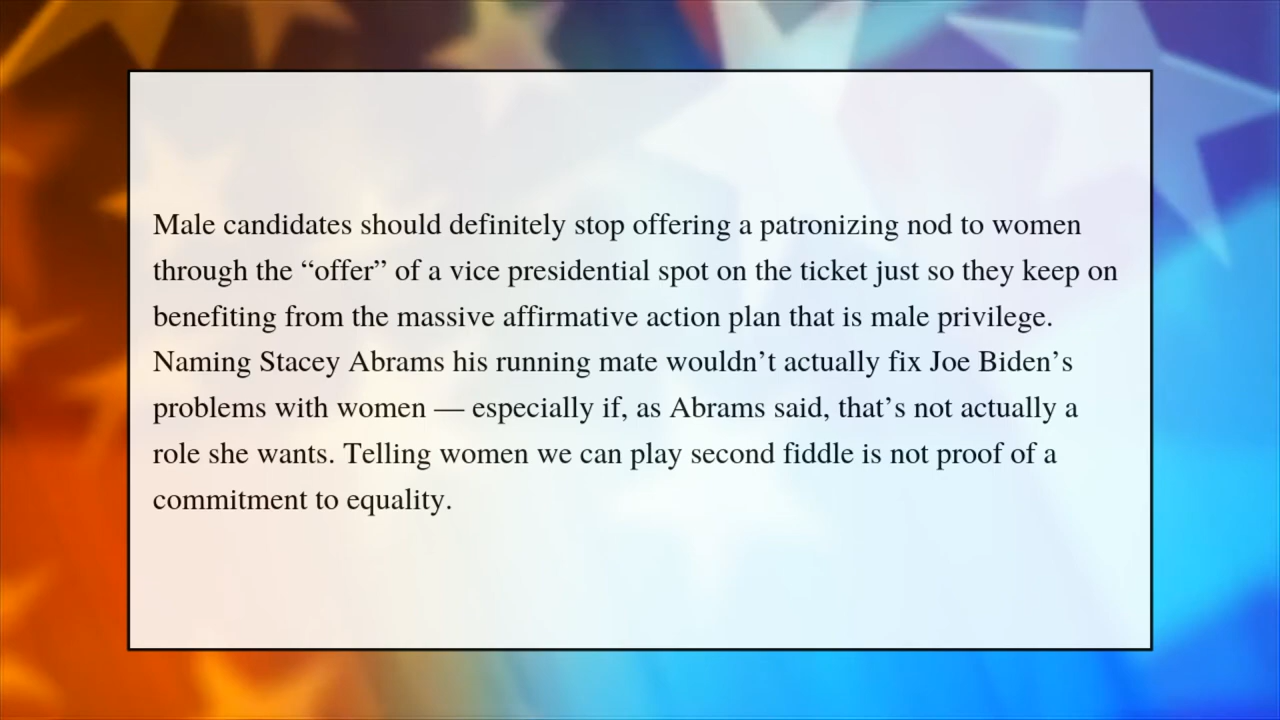 Male candidates should definitely stop offering a patronizing nod to women
through the “offer” of a vice presidential spot on the ticket just so they keep on
benefiting from the massive affirmative action plan that is male privilege.
Naming Stacey Abrams his running mate wouldn’t actually fix Joe Biden’s
problems with women — especially if, as Abrams said, that’s not actually a
role she wants. Telling women we can play second fiddle is not proof of a
commitment to equality.